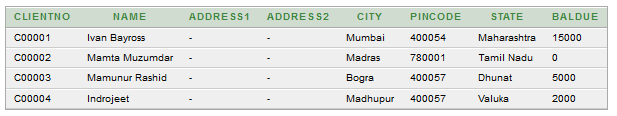 CLIENTNO NAME ADDRESS1 ADDRESS2 CITY PINCODE STATE BALDUE
C00001 Ivan Bayross - - Mumbai 400054 Maharashtra 15000
C00002 Mamta Muzumdar - - Madras 780001 Tamil Nadu 0
C00003 Mamunur Rashid - - Bogra 400057 Dhunat 5000
C00004 Indrojeet - - Madhupur 400057 Valuka 2000